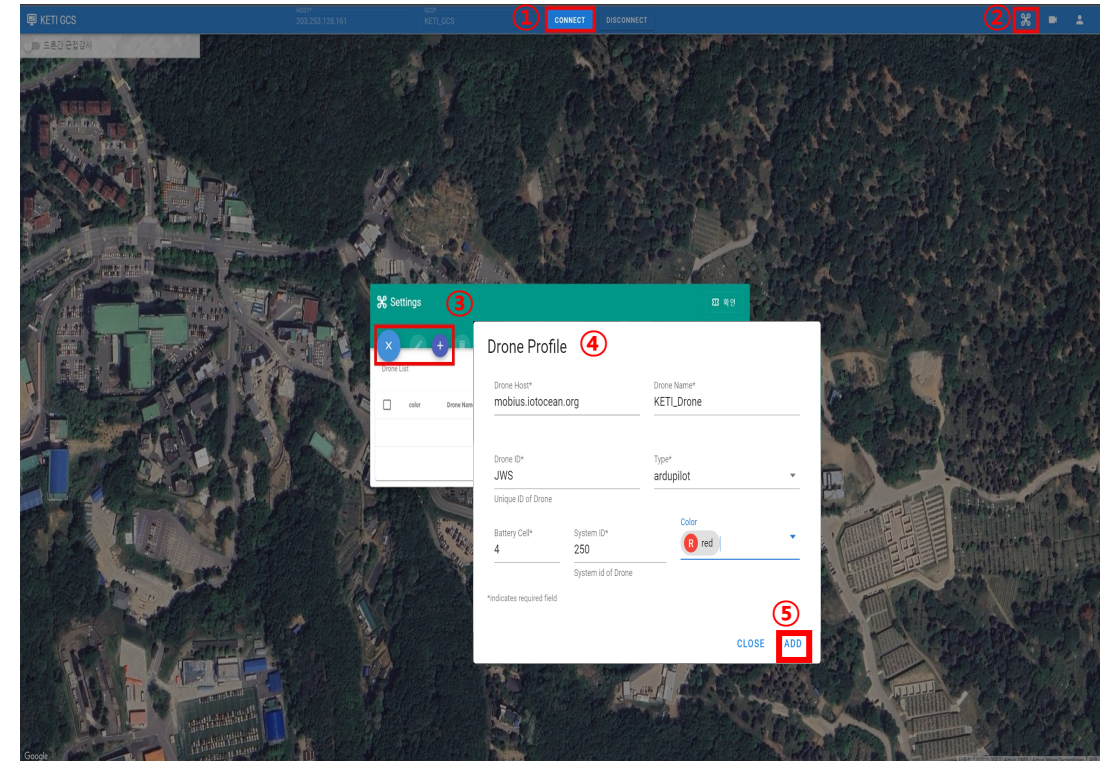 KETI GCS
HOST*
203.253.128.161
GCS*
KETI_GCS
① CONNECT DISCONNECT
②
드론간 근접감시
Settings ③
확인
×
+
Drone List
color Drone Name
Drone Profile ④
Drone Host* Drone Name*
mobius.iotocean.org KETI_Drone
Drone ID* Type*
JWS ardupilot
Unique ID of Drone
Color
Battery Cell* System ID*
R red
4 250
System id of Drone
*indicates required field
⑤
CLOSE ADD
Google